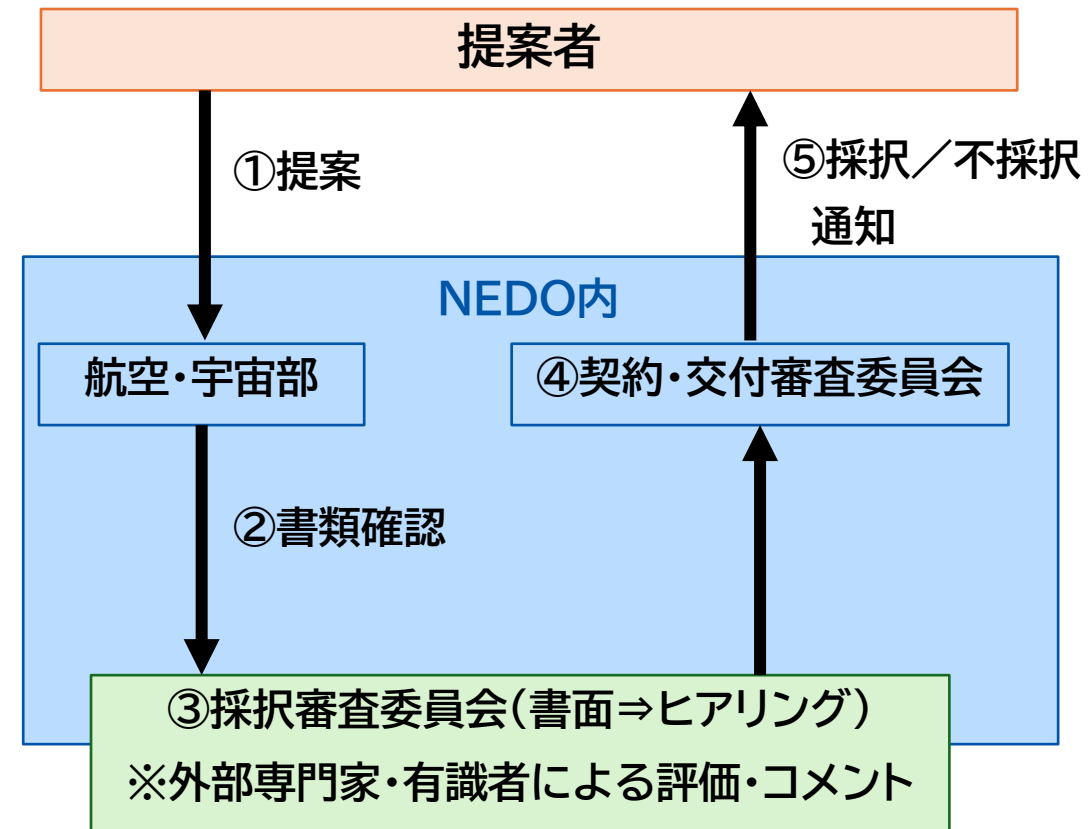 提案者
①提案
⑤採択／不採択
通知
NEDO内
航空・宇宙部
④契約・交付審査委員会
②書類確認
③採択審査委員会(書面⇒ヒアリング)
※外部専門家・有識者による評価・コメント